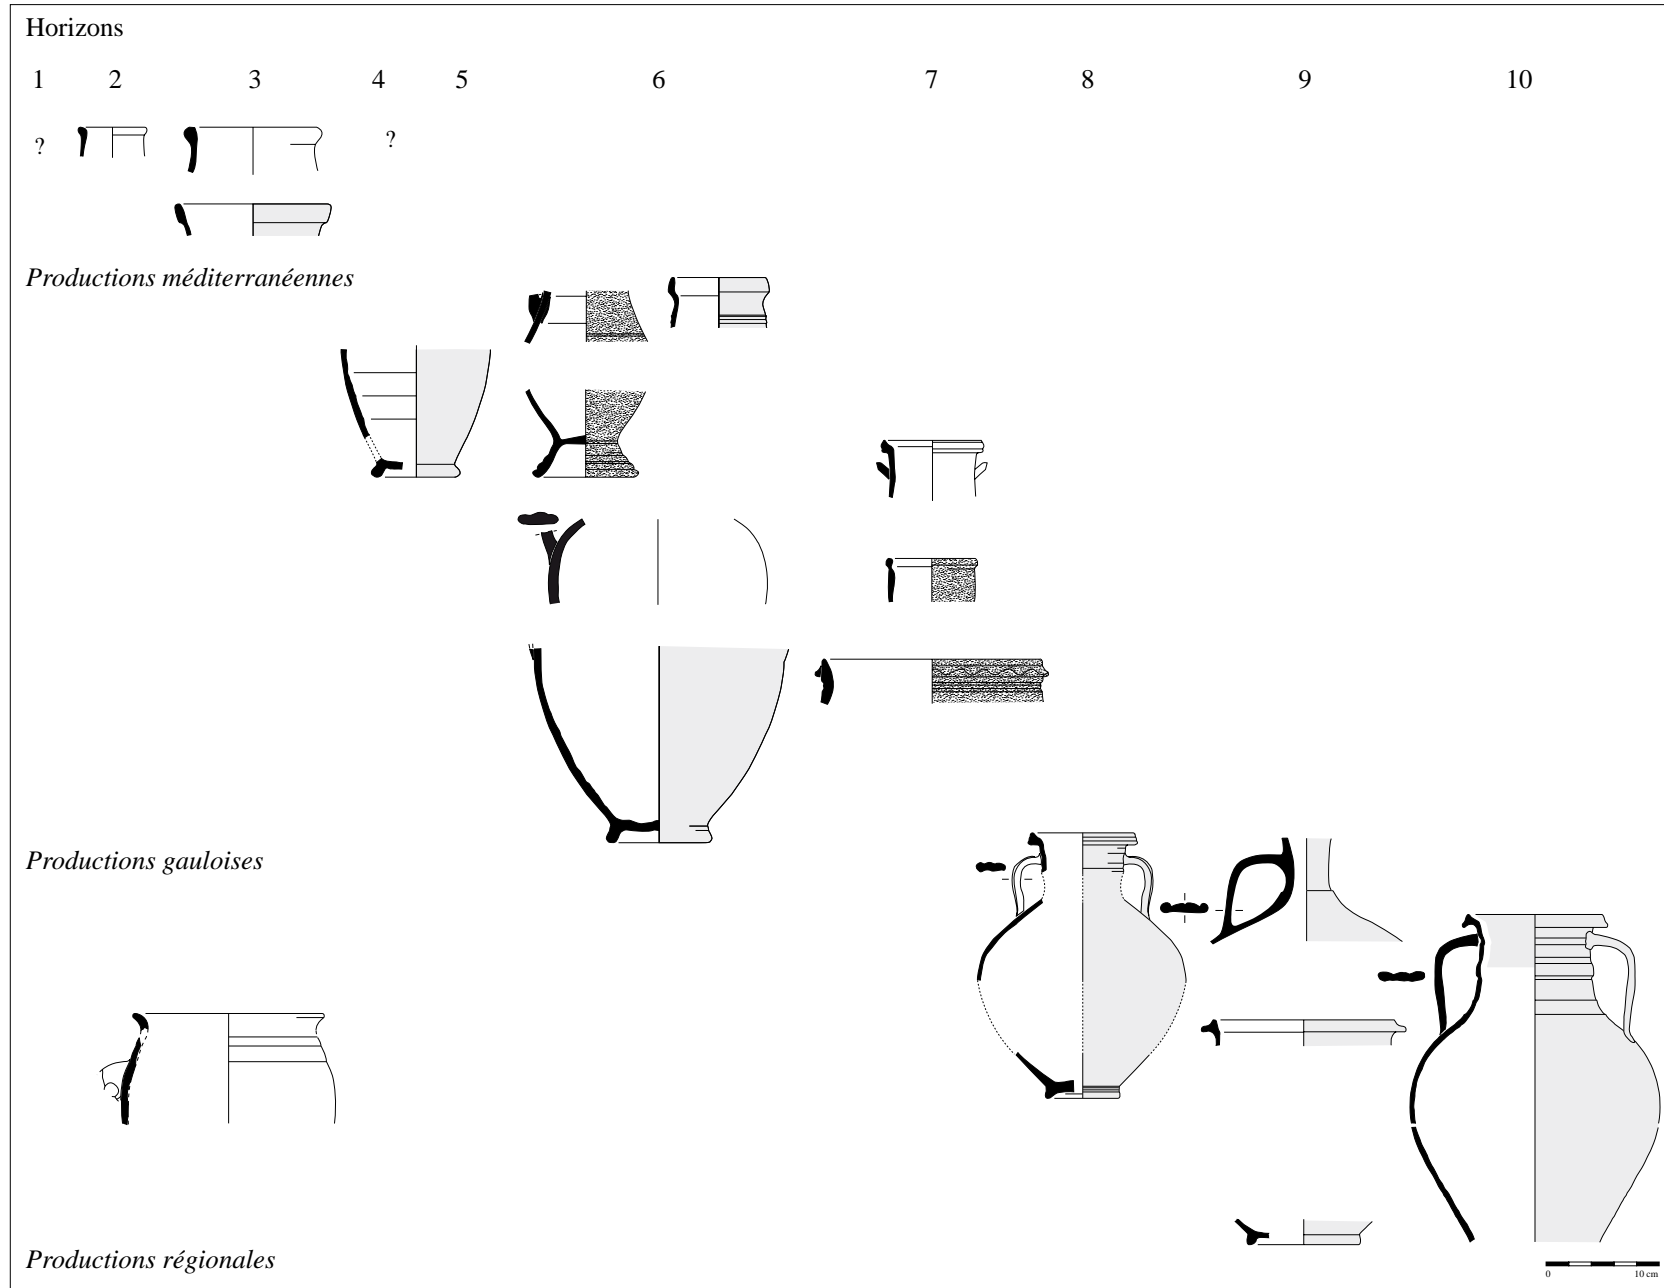 Horizons
1 2 3 4 5 6 7 8 9 10
? ?
Productions méditerranéennes
Productions gauloises
Productions régionales
0 10 cm